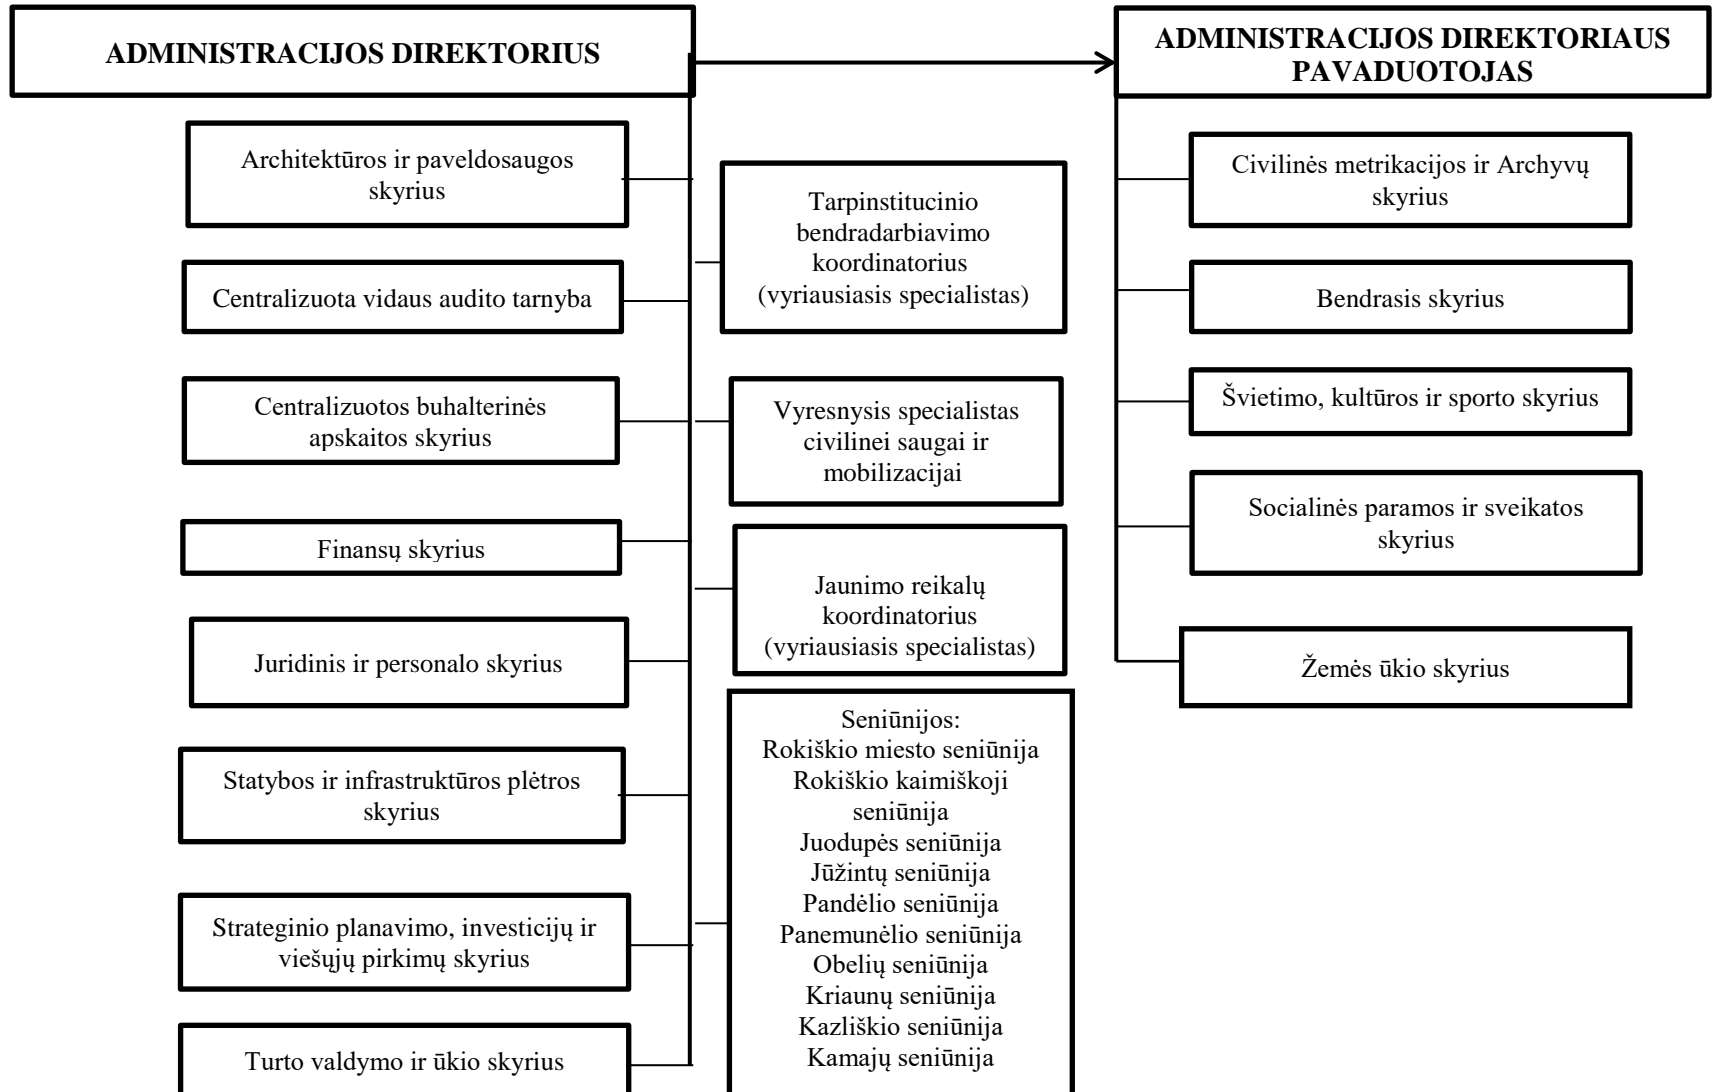 ADMINISTRACIJOS DIREKTORIUS
ADMINISTRACIJOS DIREKTORIAUS
PAVADUOTOJAS
Architektūros ir paveldosaugos
skyrius
Centralizuota vidaus audito tarnyba
Centralizuotos buhalterinės
apskaitos skyrius
Finansų skyrius
Juridinis ir personalo skyrius
Statybos ir infrastruktūros plėtros
skyrius
Strateginio planavimo, investicijų ir
viešųjų pirkimų skyrius
Turto valdymo ir ūkio skyrius
Tarpinstitucinio
bendradarbiavimo
koordinatorius
(vyriausiasis specialistas)
Vyresnysis specialistas
civilinei saugai ir
mobilizacijai
Jaunimo reikalų
koordinatorius
(vyriausiasis specialistas)
Seniūnijos:
Rokiškio miesto seniūnija
Rokiškio kaimiškoji
seniūnija
Juodupės seniūnija
Jūžintų seniūnija
Pandėlio seniūnija
Panemunėlio seniūnija
Obelių seniūnija
Kriaunų seniūnija
Kazliškio seniūnija
Kamajų seniūnija
Civilinės metrikacijos ir Archyvų
skyrius
Bendrasis skyrius
Švietimo, kultūros ir sporto skyrius
Socialinės paramos ir sveikatos
skyrius
Žemės ūkio skyrius